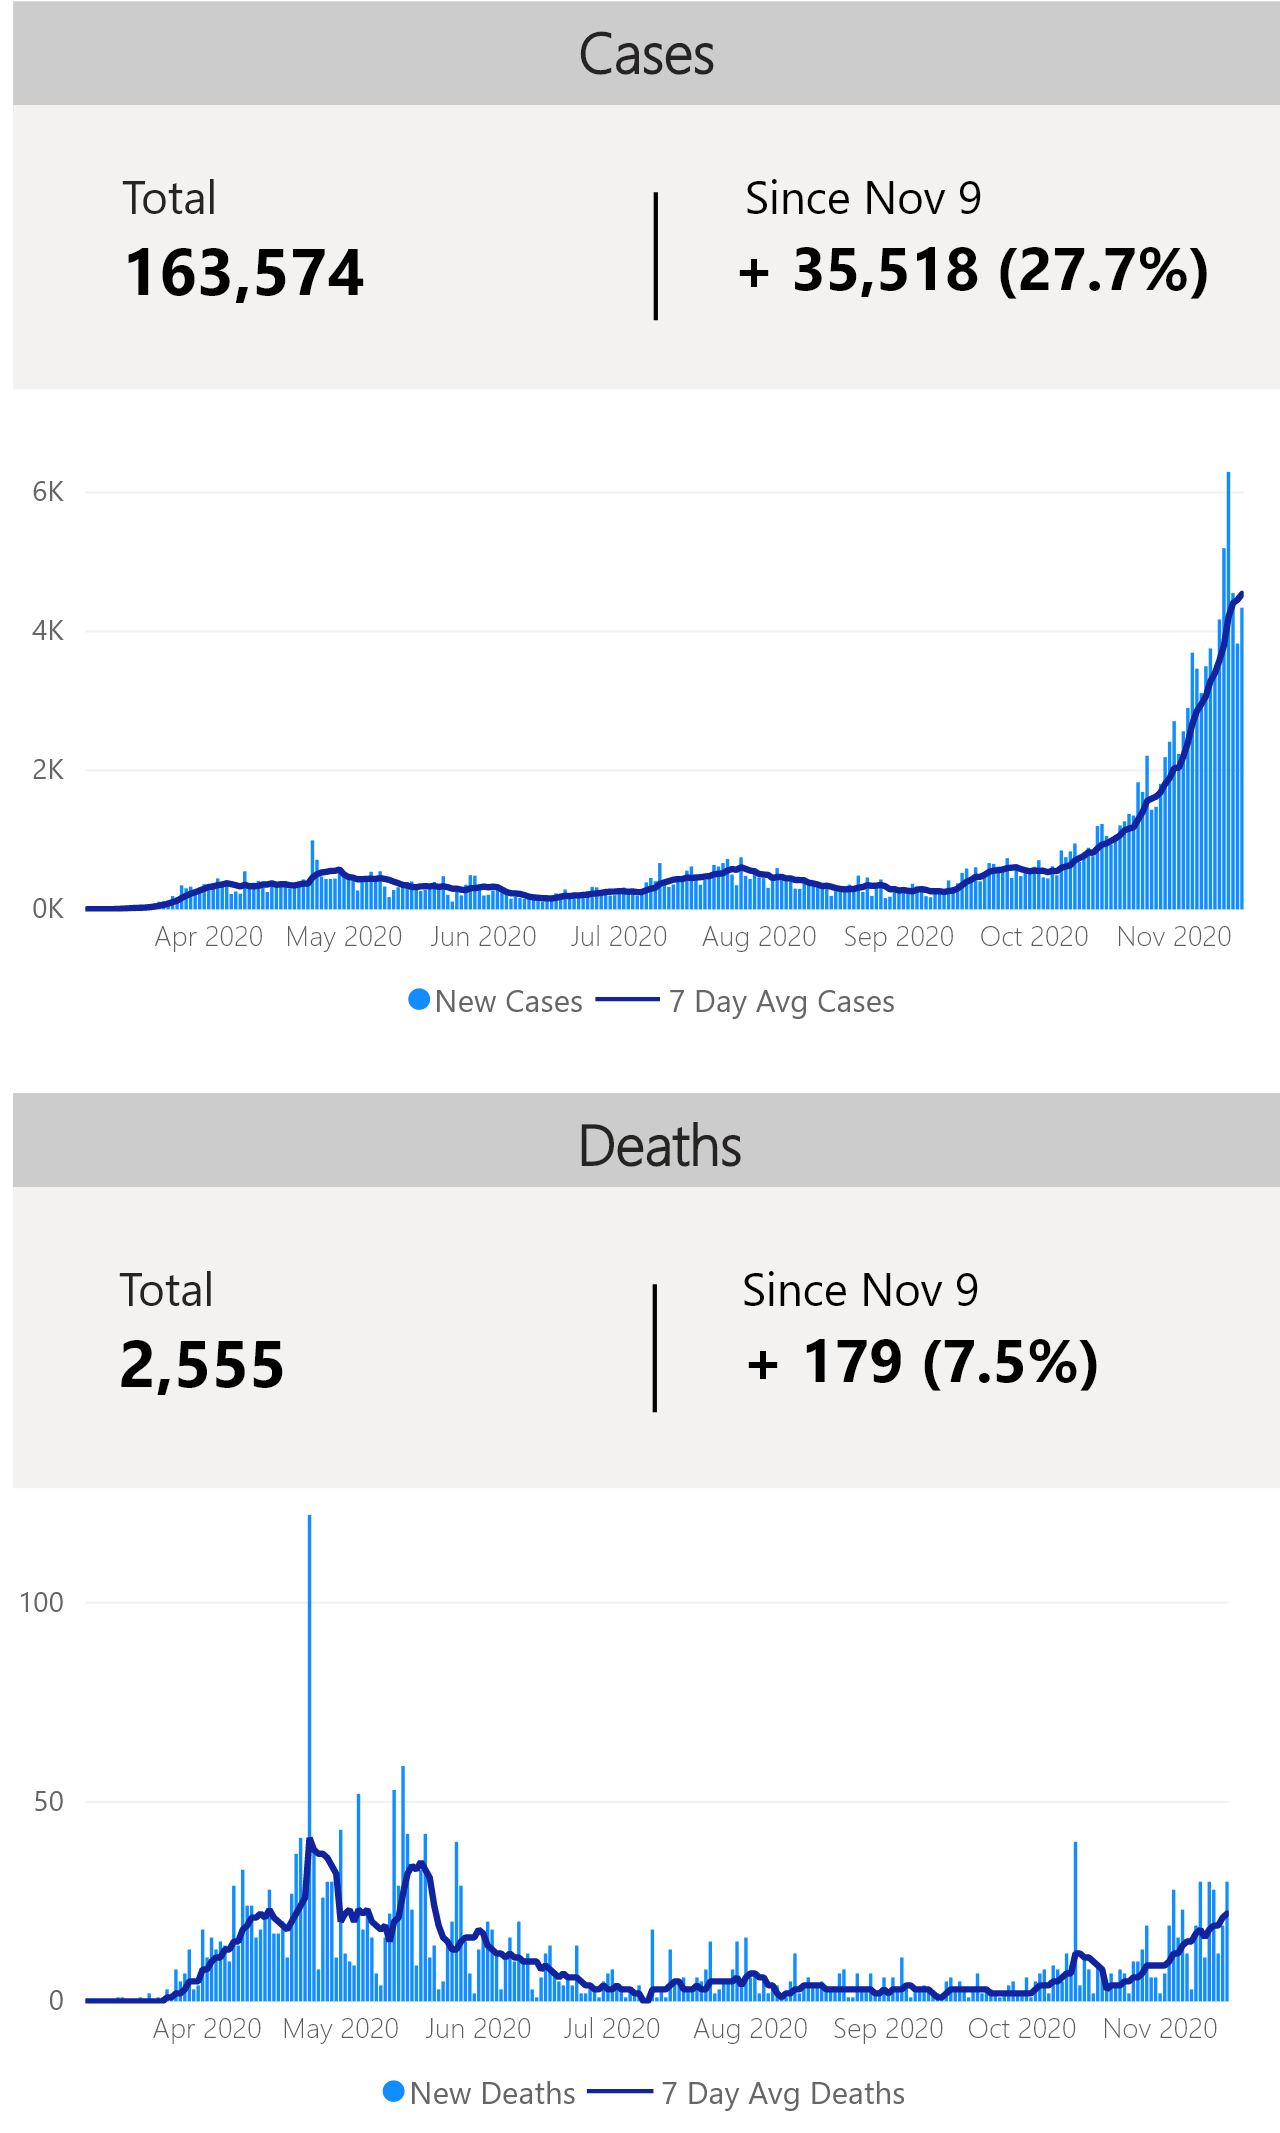 Cases
Total
Since Nov 9
163,574
+ 35,518 (27.7%)
6K
4K
2K
0K
Apr 2020 May 2020 Jun 2020 Jul 2020 Aug 2020 Sep 2020 Oct 2020 Nov 2020
New Cases 7 Day Avg Cases
Deaths
Total
Since Nov 9
2,555
+ 179 (7.5%)
100
50
0
Apr 2020 May 2020 Jun 2020 Jul 2020 Aug 2020 Sep 2020 Oct 2020 Nov 2020
New Deaths 7 Day Avg Deaths